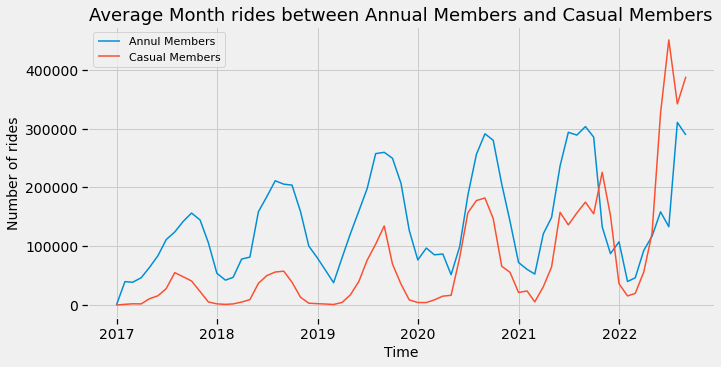 Average Month rides between Annual Members and Casual Members
Annul Members
Casual Members
Number of rides
400000
300000
200000
100000
0
2017 2018 2019 2020 2021 2022
Time